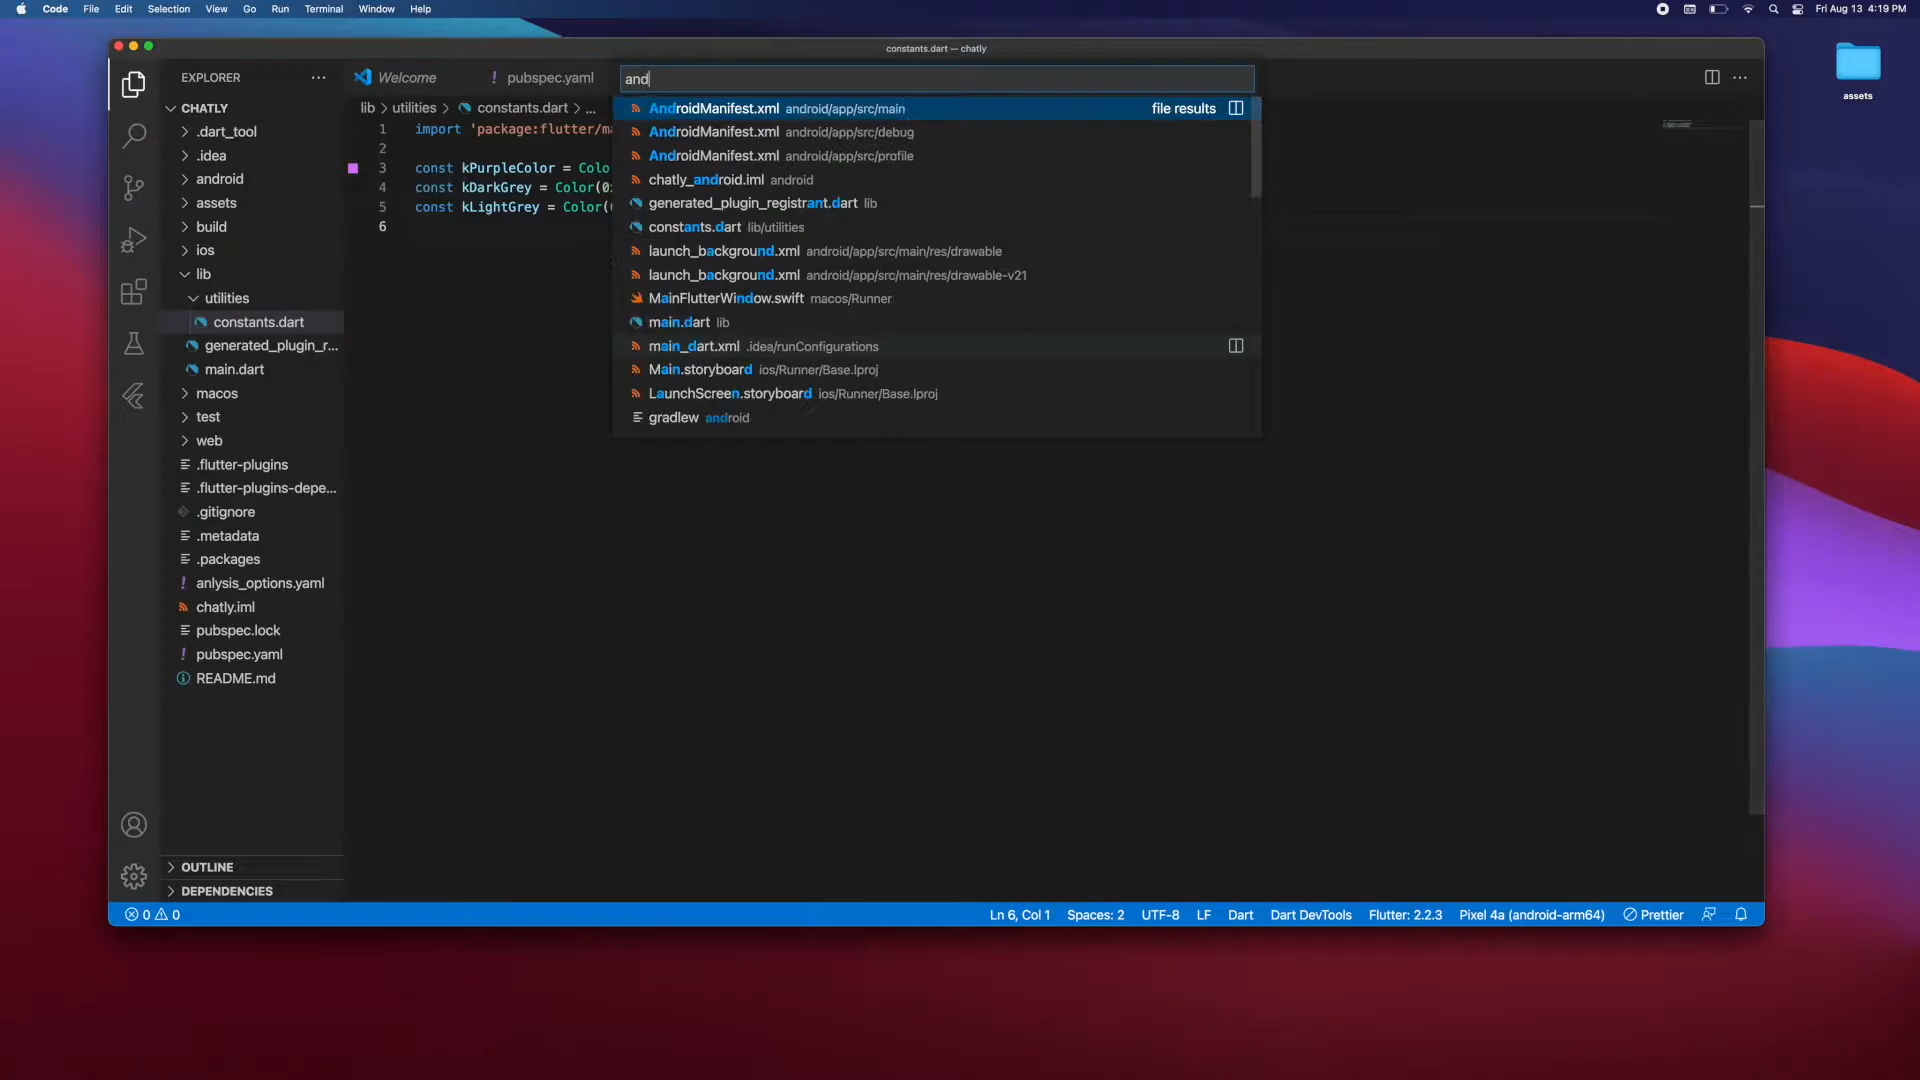 Code File Edit Selection View Go Run Terminal Window Help
Fri Aug 13 4:19 PM
constants.dart — chatly
assets
EXPLORER
CHATLY
.dart_tool
.idea
android
assets
build
ios
lib
utilities
constants.dart
generated_plugin_r...
main.dart
macos
test
web
.flutter-plugins
.flutter-plugins-depe...
.gitignore
.metadata
.packages
anlysis_options.yaml
chatly.iml
pubspec.lock
pubspec.yaml
README.md
OUTLINE
DEPENDENCIES
Welcome ! pubspec.yaml
lib > utilities > constants.dart > ...
1 import 'package:flutter/ma
2
3 const kPurpleColor = Colo
4 const kDarkGrey = Color(0
5 const kLightGrey = Color(
6
and
AndroidManifest.xml android/app/src/main file results
AndroidManifest.xml android/app/src/debug
AndroidManifest.xml android/app/src/profile
chatly_android.iml android
generated_plugin_registrant.dart lib
constants.dart lib/utilities
launch_background.xml android/app/src/main/res/drawable
launch_background.xml android/app/src/main/res/drawable-v21
MainFlutterWindow.swift macos/Runner
main.dart lib
main_dart.xml .idea/runConfigurations
Main.storyboard ios/Runner/Base.lproj
LaunchScreen.storyboard ios/Runner/Base.lproj
gradlew android
0 0
Ln 6, Col 1 Spaces: 2 UTF-8 LF Dart Dart DevTools Flutter: 2.2.3 Pixel 4a (android-arm64) Prettier